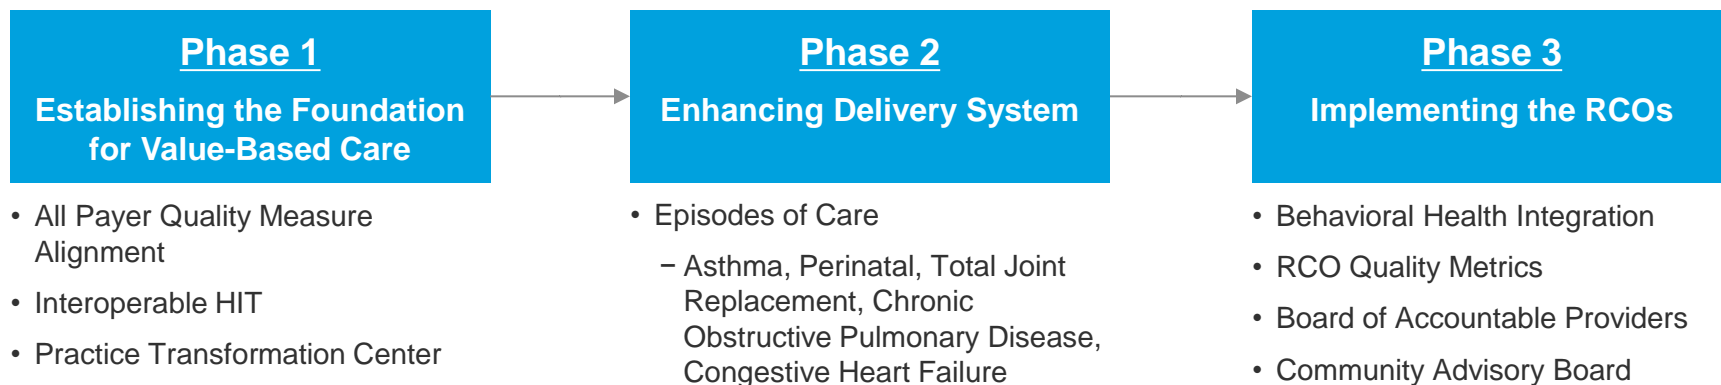 Phase 1
Establishing the Foundation
for Value-Based Care
• All Payer Quality Measure
Alignment
• Interoperable HIT
• Practice Transformation Center
Phase 2
Enhancing Delivery System
• Episodes of Care
− Asthma, Perinatal, Total Joint
Replacement, Chronic
Obstructive Pulmonary Disease,
Congestive Heart Failure
Phase 3
Implementing the RCOs
• Behavioral Health Integration
• RCO Quality Metrics
• Board of Accountable Providers
• Community Advisory Board